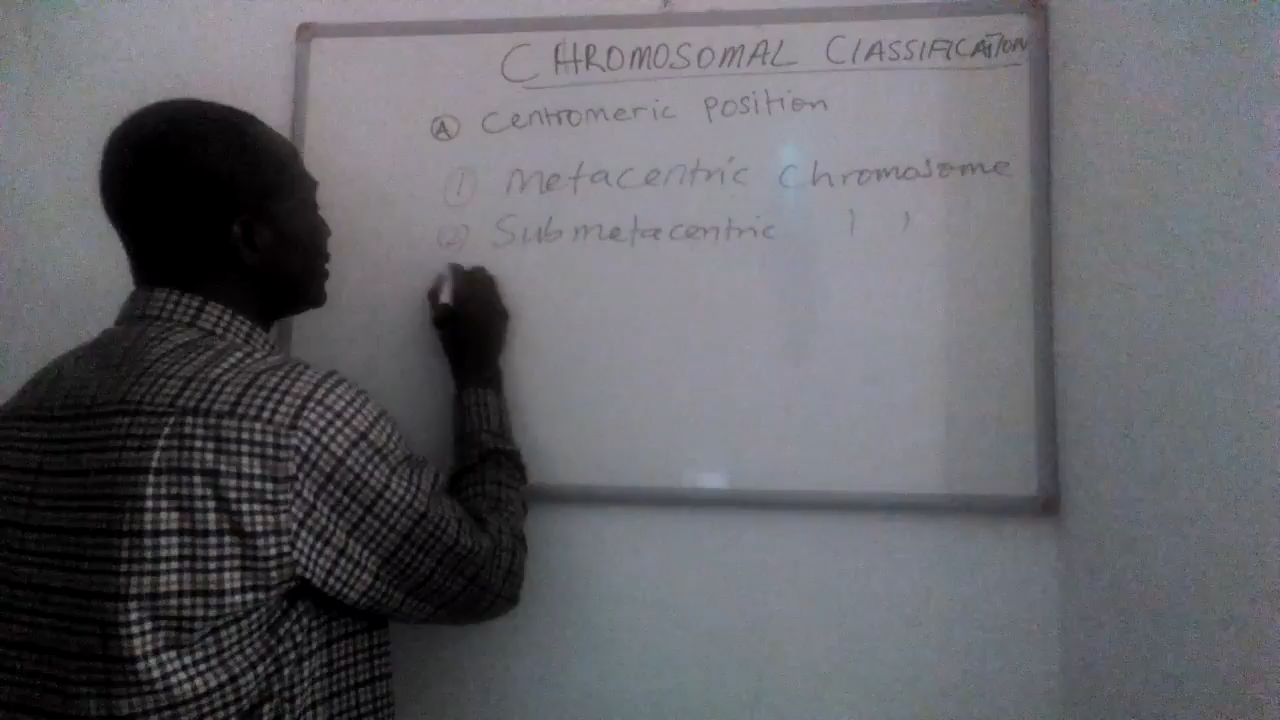 CHROMOSOMAL CLASSIFICATION
Ⓐ Centromeric position
① Metacentric Chromosome
② Submetacentric ) )